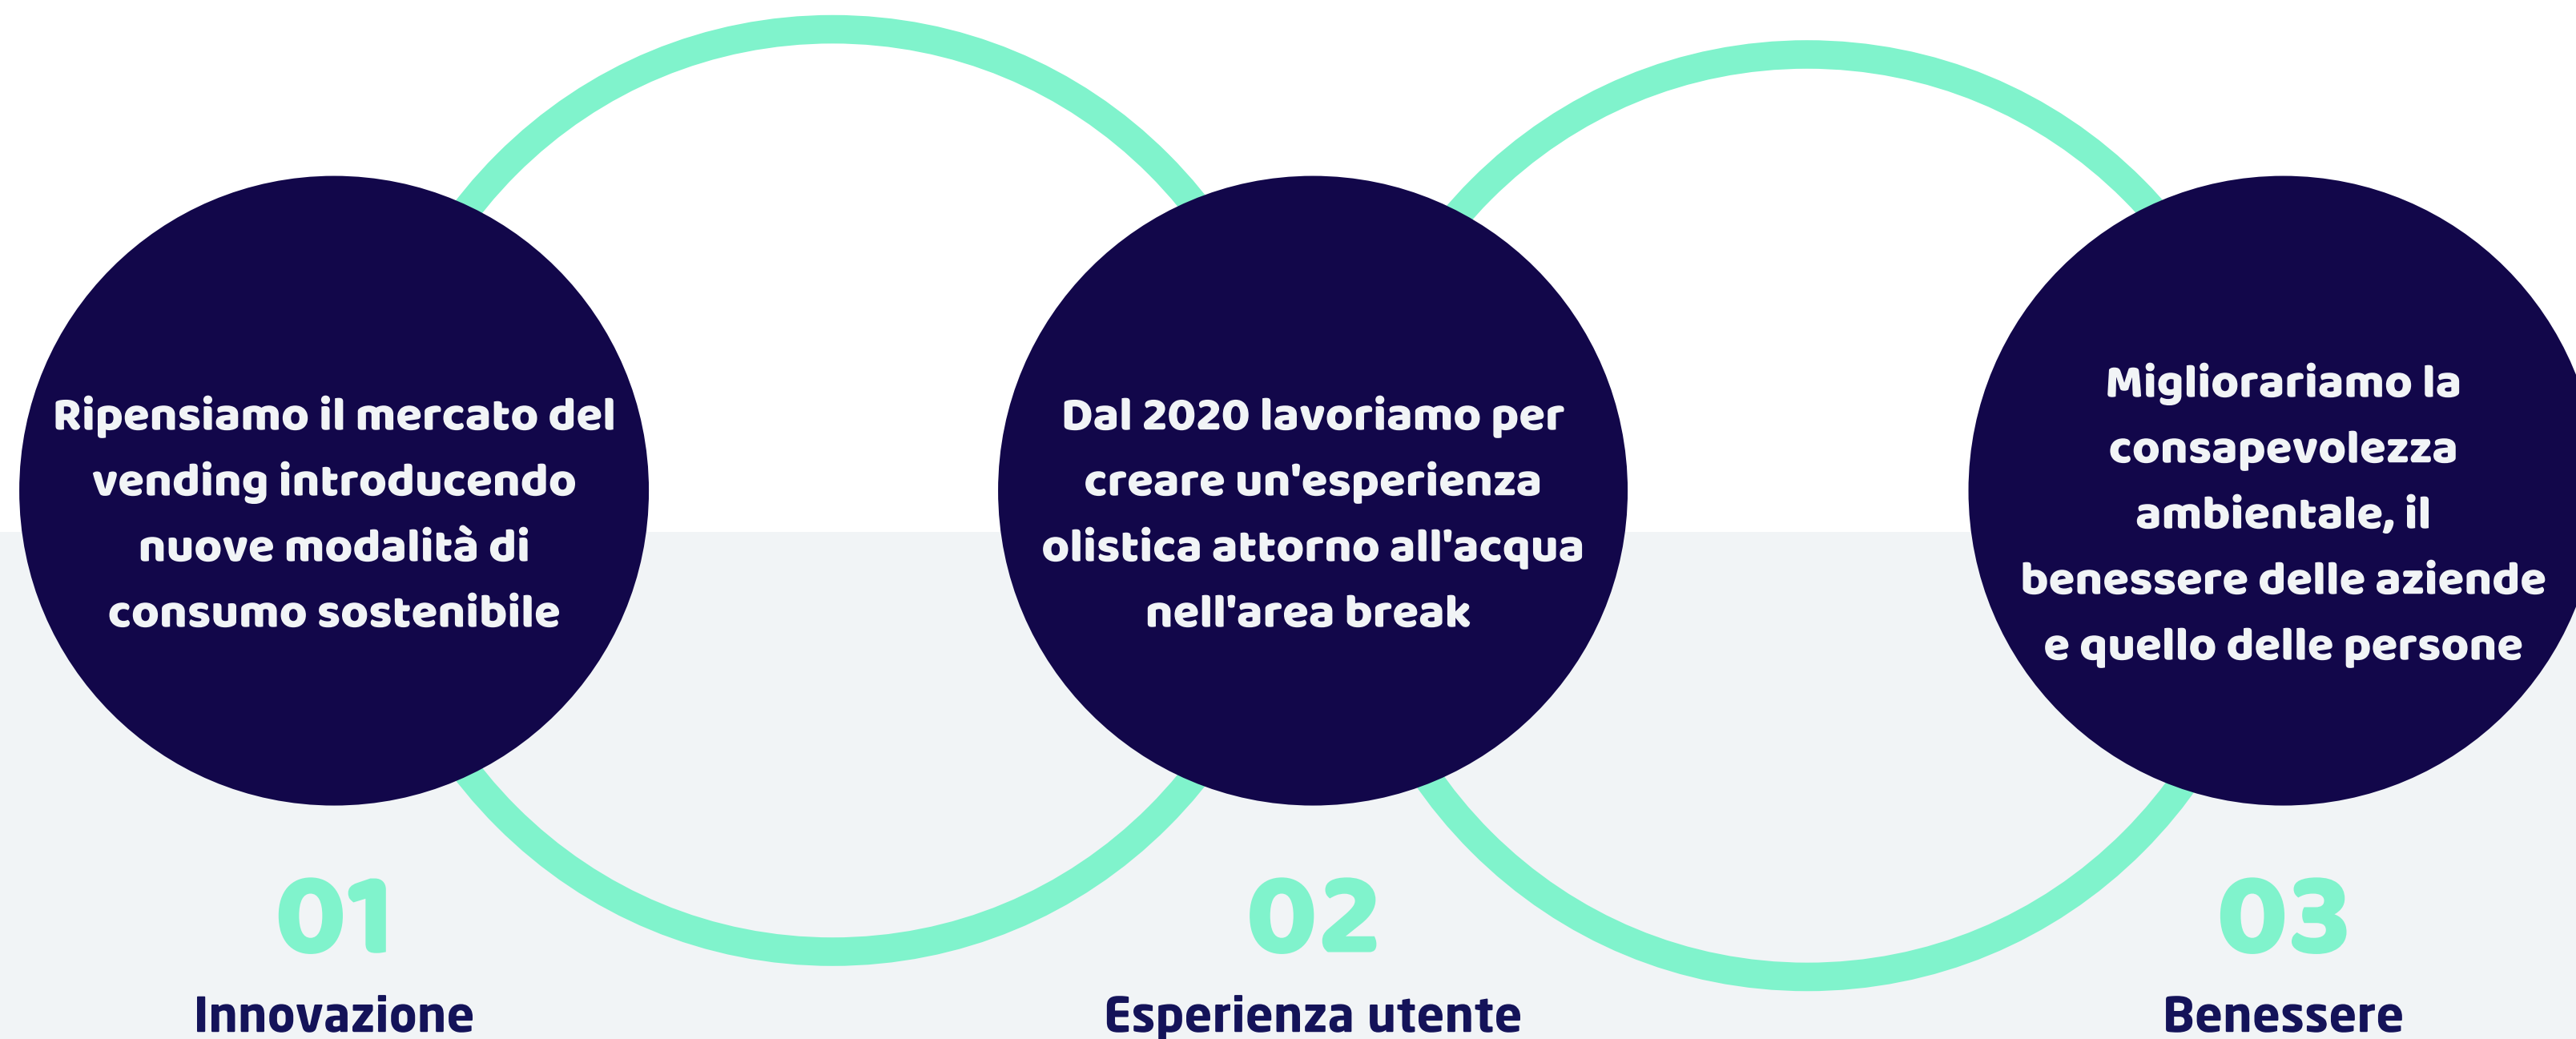 Ripensiamo il mercato del
vending introducendo
nuove modalità di
consumo sostenibile
01
Innovazione
Dal 2020 lavoriamo per
creare un'esperienza
olistica attorno all'acqua
nell'area break
02
Esperienza utente
Migliorariamo la
consapevolezza
ambientale, il
benessere delle aziende
e quello delle persone
03
Benessere